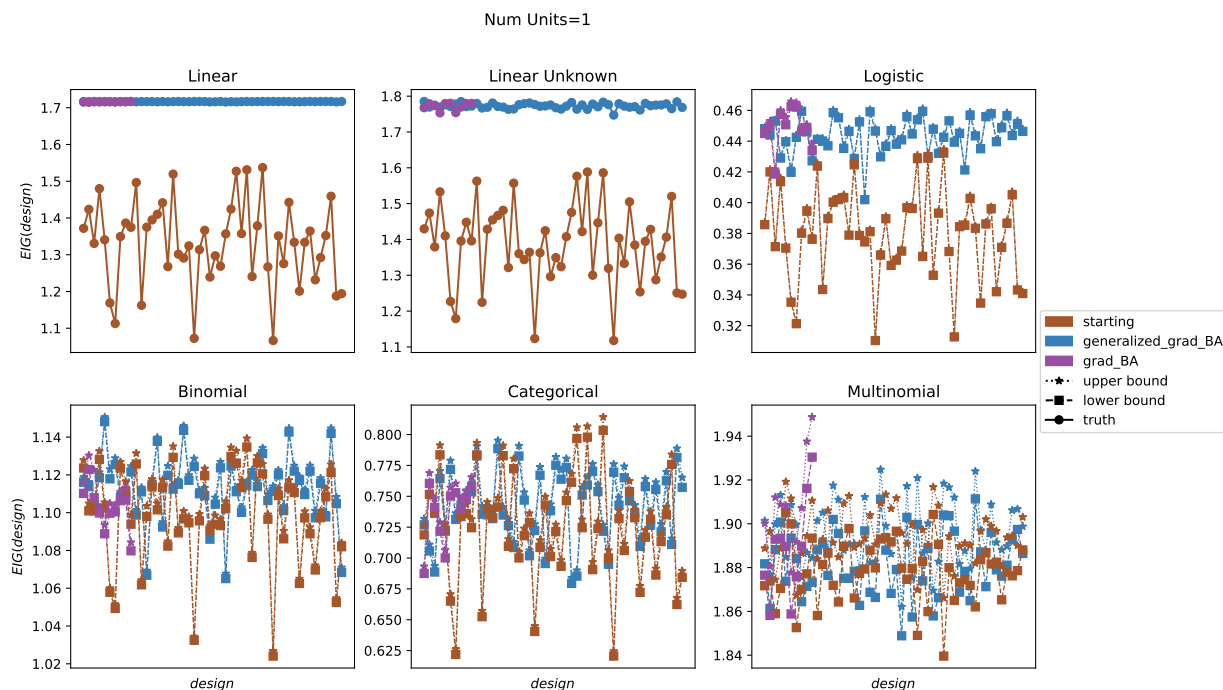 Num Units=1
Linear
Linear Unknown
Logistic
1.7
1.6
1.5
1.4
1.3
1.2
1.1
EIG(design)
1.8
1.7
1.6
1.5
1.4
1.3
1.2
1.1
0.46
0.44
0.42
0.40
0.38
0.36
0.34
0.32
starting
generalized_grad_BA
grad_BA
upper bound
lower bound
truth
Binomial
Categorical
Multinomial
1.14
1.12
1.10
1.08
1.06
1.04
1.02
EIG(design)
0.800
0.775
0.750
0.725
0.700
0.675
0.650
0.625
1.94
1.92
1.90
1.88
1.86
1.84
design
design
design